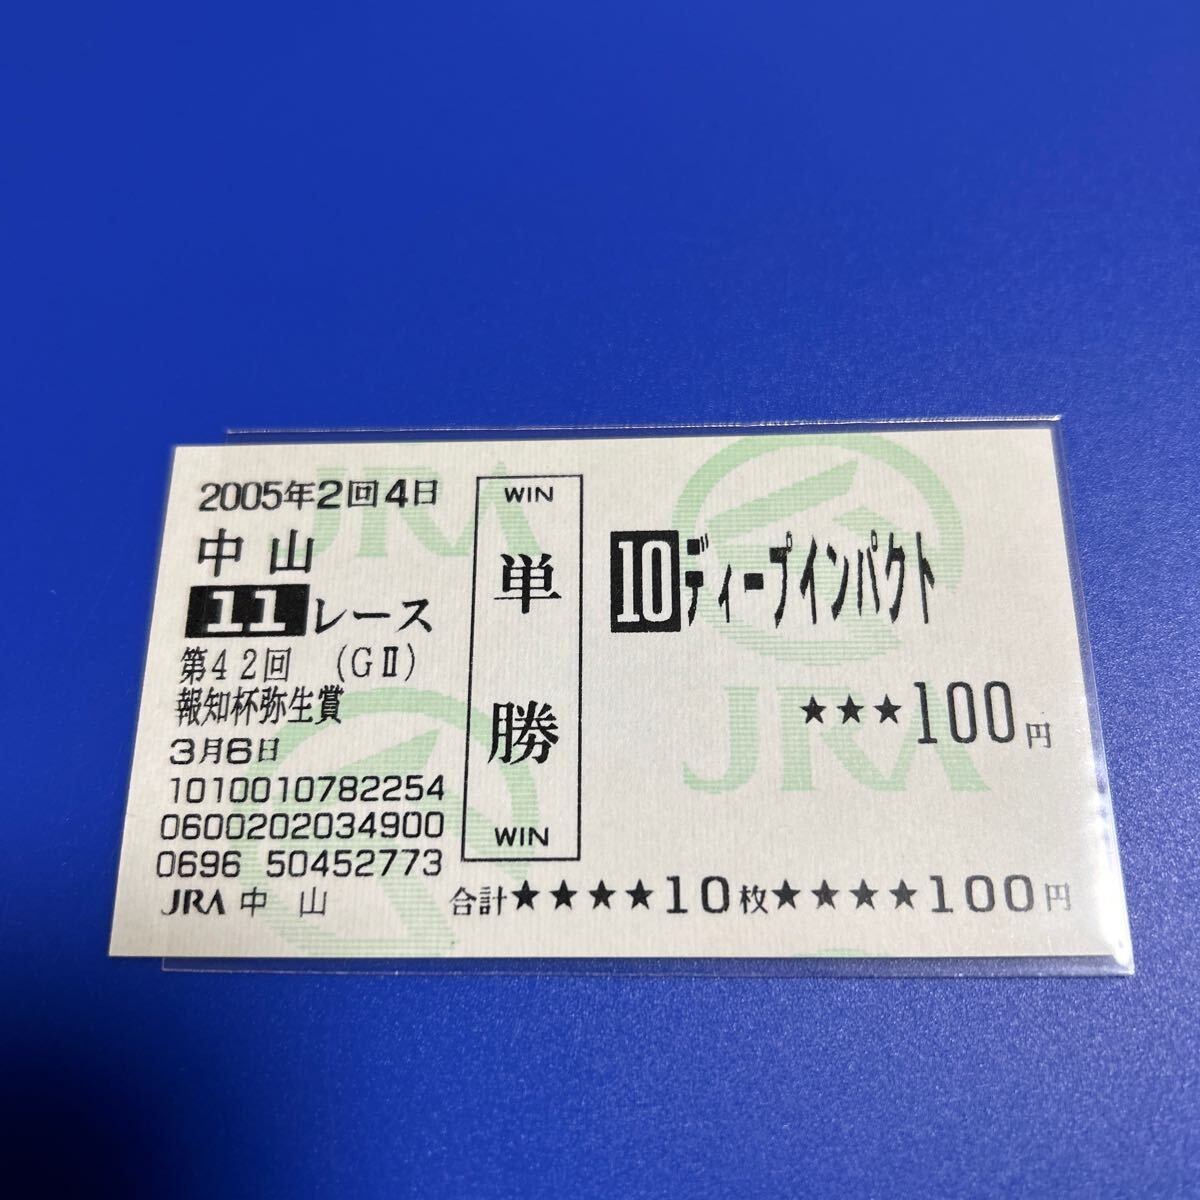 2005年2回4日
中山
11レース
第42回 (GⅡ)
報知杯弥生賞
3月6日
1010010782254
0600202034900
0696 50452773
JRA 中 山
WIN
単勝
WIN
10 ディープインパクト
★★★100円
合計★★★★10枚★★★★100円
JRA
JRA